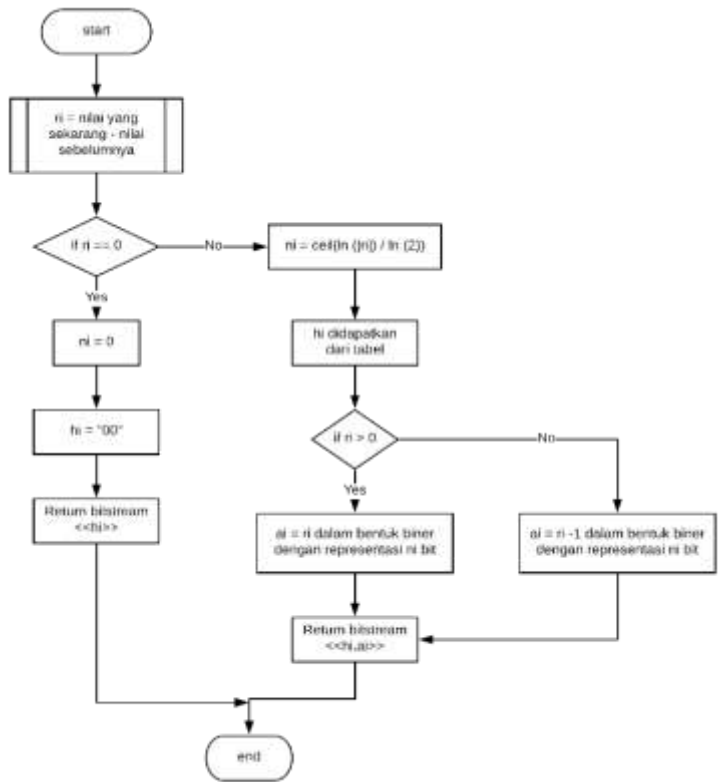 start
ri = nilai yang
sekarang - nilai
sebelumnya
if ri == 0
No
ni = ceil(ln (|ri|) / ln (2))
Yes
ni = 0
hi didapatkan
dari tabel
hi = "00"
if ri > 0
No
Yes
Return bitstream
<<hi>>
ai = ri dalam bentuk biner
dengan representasi ni bit
ai = ri -1 dalam bentuk biner
dengan representasi ni bit
Return bitstream
<<hi,ai>>
end